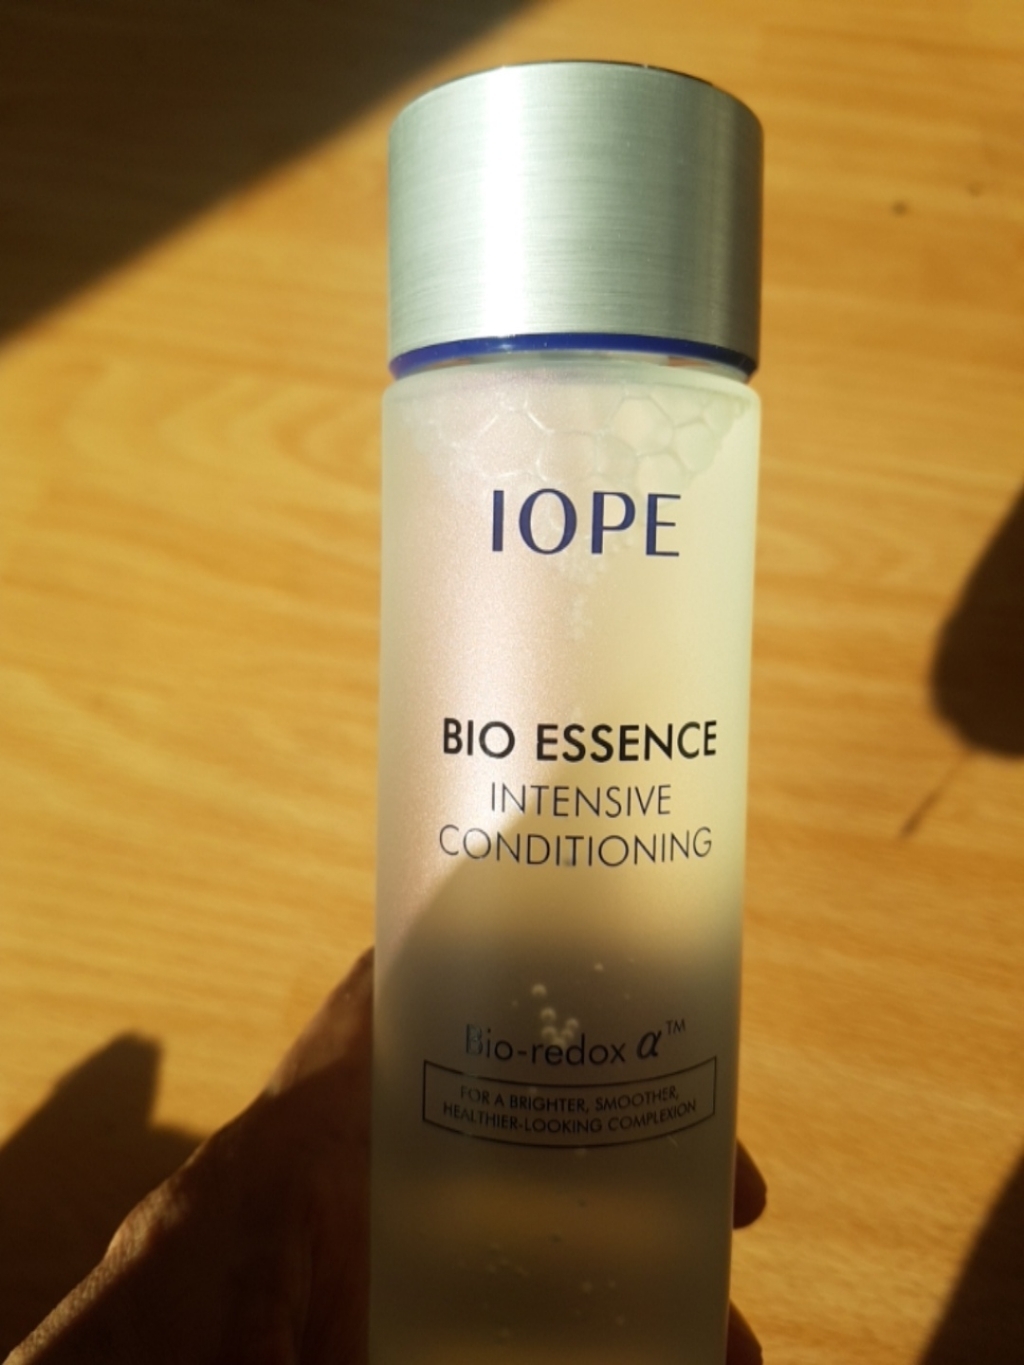 IOPE
BIO ESSENCE
INTENSIVE
CONDITIONING
Bio-redox α™
FOR A BRIGHTER, SMOOTHER,
HEALTHIER-LOOKING COMPLEXION